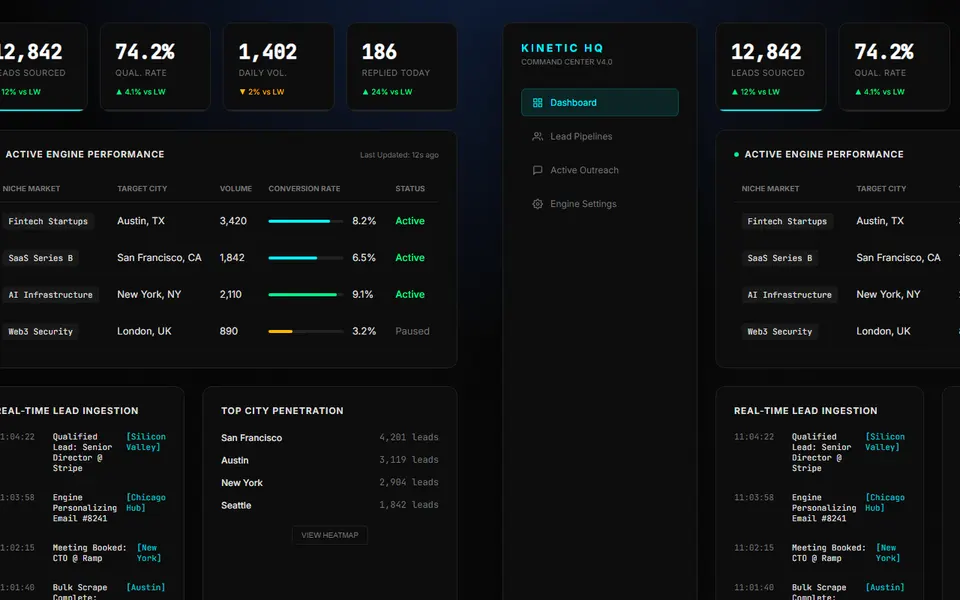 12,842
74.2%
1,402
186
LEADS SOURCED
QUAL. RATE
DAILY VOL.
REPLIED TODAY
12% vs LW
▲ 4.1% vs LW
▼ 2% vs LW
▲ 24% vs LW
ACTIVE ENGINE PERFORMANCE
Last Updated: 12s ago
NICHE MARKET TARGET CITY VOLUME CONVERSION RATE STATUS
Fintech Startups Austin, TX 3,420 8.2% Active
SaaS Series B San Francisco, CA 1,842 6.5% Active
AI Infrastructure New York, NY 2,110 9.1% Active
Web3 Security London, UK 890 3.2% Paused
REAL-TIME LEAD INGESTION
11:04:22 Qualified [Silicon
Lead: Senior Valley]
Director @
Stripe
11:03:58 Engine [Chicago
Personalizing Hub]
Email #8241
11:02:15 Meeting Booked: [New
CTO @ Ramp York]
11:01:40 Bulk Scrape [Austin]
Complete:
TOP CITY PENETRATION
San Francisco 4,201 leads
Austin 3,119 leads
New York 2,904 leads
Seattle 1,842 leads
VIEW HEATMAP
KINETIC HQ
COMMAND CENTER V4.0
Dashboard
Lead Pipelines
Active Outreach
Engine Settings
12,842
74.2%
LEADS SOURCED
QUAL. RATE
▲ 12% vs LW
▲ 4.1% vs LW
ACTIVE ENGINE PERFORMANCE
NICHE MARKET TARGET CITY
Fintech Startups Austin, TX
SaaS Series B San Francisco, CA
AI Infrastructure New York, NY
Web3 Security London, UK
REAL-TIME LEAD INGESTION
11:04:22 Qualified [Silicon
Lead: Senior Valley]
Director @
Stripe
11:03:58 Engine [Chicago
Personalizing Hub]
Email #8241
11:02:15 Meeting Booked: [New
CTO @ Ramp York]
11:01:40 Bulk Scrape [Austin]
Complete: